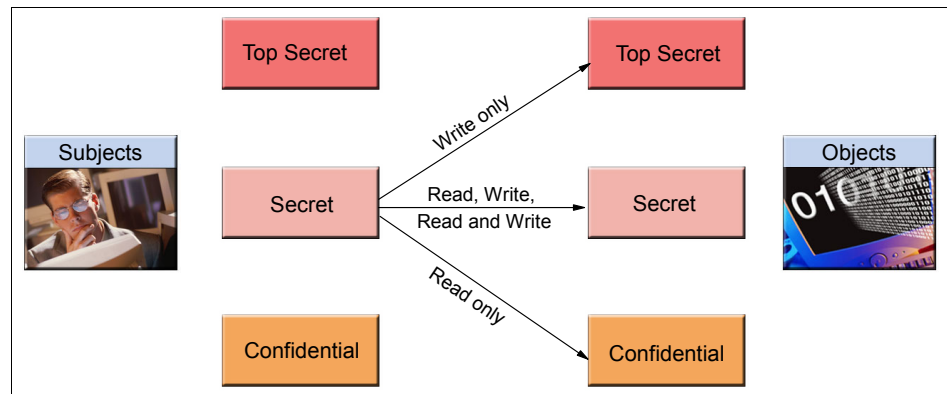 Top Secret
Top Secret
Write only
Subjects
Objects
Secret
Read, Write,
Read and Write
Secret
Read only
Confidential
Confidential